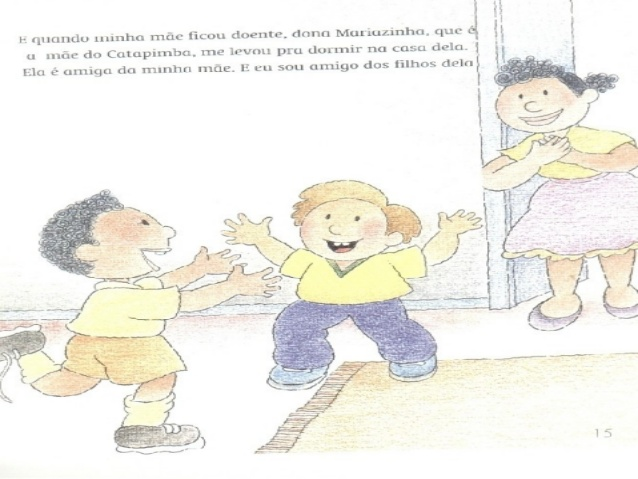 E quando minha mãe ficou doente, dona Mariazinha, que é
a mãe do Catapimba, me levou pra dormir na casa dela.
Ela é amiga da minha mãe. E eu sou amigo dos filhos dela
15